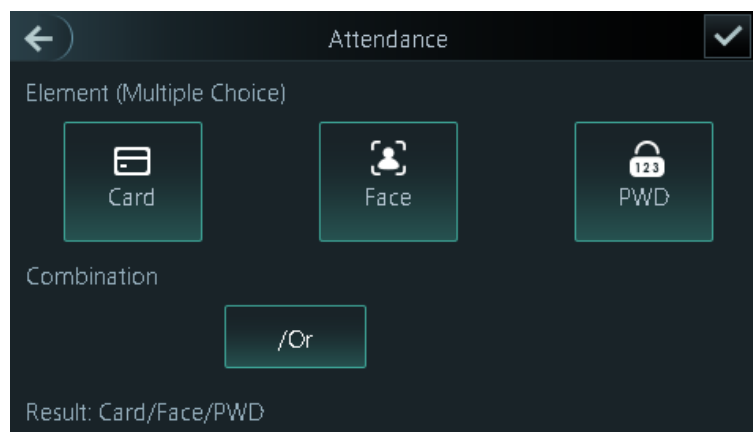 Attendance
Element (Multiple Choice)
Card
Face
123
PWD
Combination
/Or
Result: Card/Face/PWD